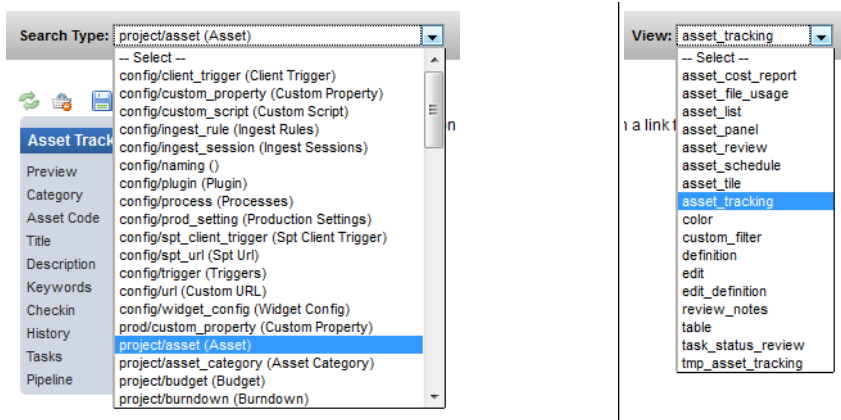 Search Type: project/asset (Asset)
-- Select --
config/client_trigger (Client Trigger)
config/custom_property (Custom Property)
config/custom_script (Custom Script)
config/ingest_rule (Ingest Rules)
config/ingest_session (Ingest Sessions)
config/naming ()
config/plugin (Plugin)
config/process (Processes)
config/prod_setting (Production Settings)
config/spt_client_trigger (Spt Client Trigger)
config/spt_url (Spt Url)
config/trigger (Triggers)
config/url (Custom URL)
config/widget_config (Widget Config)
prod/custom_property (Custom Property)
project/asset (Asset)
project/asset_category (Asset Category)
project/budget (Budget)
project/burndown (Burndown)
Asset Track
Preview
Category
Asset Code
Title
Description
Keywords
Checkin
History
Tasks
Pipeline
View: asset_tracking
-- Select --
asset_cost_report
asset_file_usage
asset_list
asset_panel
asset_review
asset_schedule
asset_tile
asset_tracking
color
custom_filter
definition
edit
edit_definition
review_notes
table
task_status_review
tmp_asset_tracking
a link